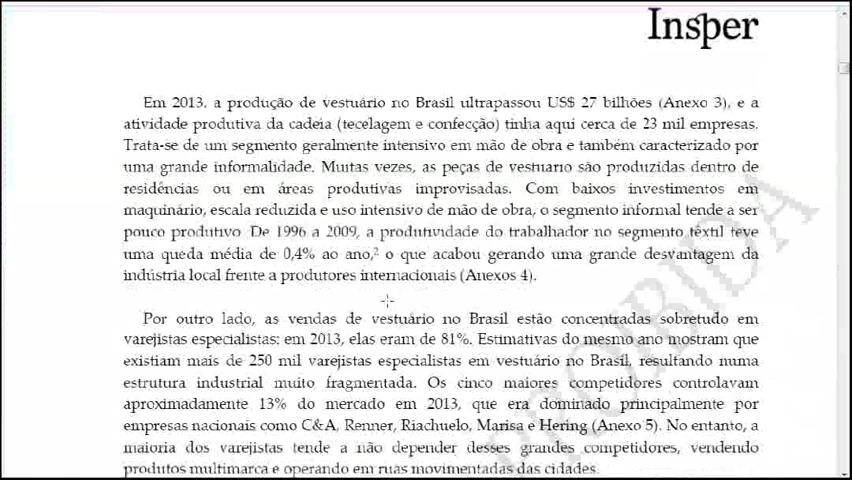 Insper
Em 2013, a produção de vestuário no Brasil ultrapassou US$ 27 bilhões (Anexo 3), e a
atividade produtiva da cadeia (tecelagem e confecção) tinha aqui cerca de 23 mil empresas.
Trata-se de um segmento geralmente intensivo em mão de obra e também caracterizado por
uma grande informalidade. Muitas vezes, as peças de vestuário são produzidas dentro de
residências ou em áreas produtivas improvisadas. Com baixos investimentos em
maquinário, escala reduzida e uso intensivo de mão de obra, o segmento informal tende a ser
pouco produtivo. De 1996 a 2009, a produtividade do trabalhador no segmento têxtil teve
uma queda média de 0,4% ao ano,² o que acabou gerando uma grande desvantagem da
indústria local frente a produtores internacionais (Anexos 4).
Por outro lado, as vendas de vestuário no Brasil estão concentradas sobretudo em
varejistas especialistas: em 2013, elas eram de 81%. Estimativas do mesmo ano mostram que
existiam mais de 250 mil varejistas especialistas em vestuário no Brasil, resultando numa
estrutura industrial muito fragmentada. Os cinco maiores competidores controlavam
aproximadamente 13% do mercado em 2013, que era dominado principalmente por
empresas nacionais como C&A, Renner, Riachuelo, Marisa e Hering (Anexo 5). No entanto, a
maioria dos varejistas tende a não depender desses grandes competidores, vendendo
produtos multimarca e operando em ruas movimentadas das cidades.
PROIBIDA